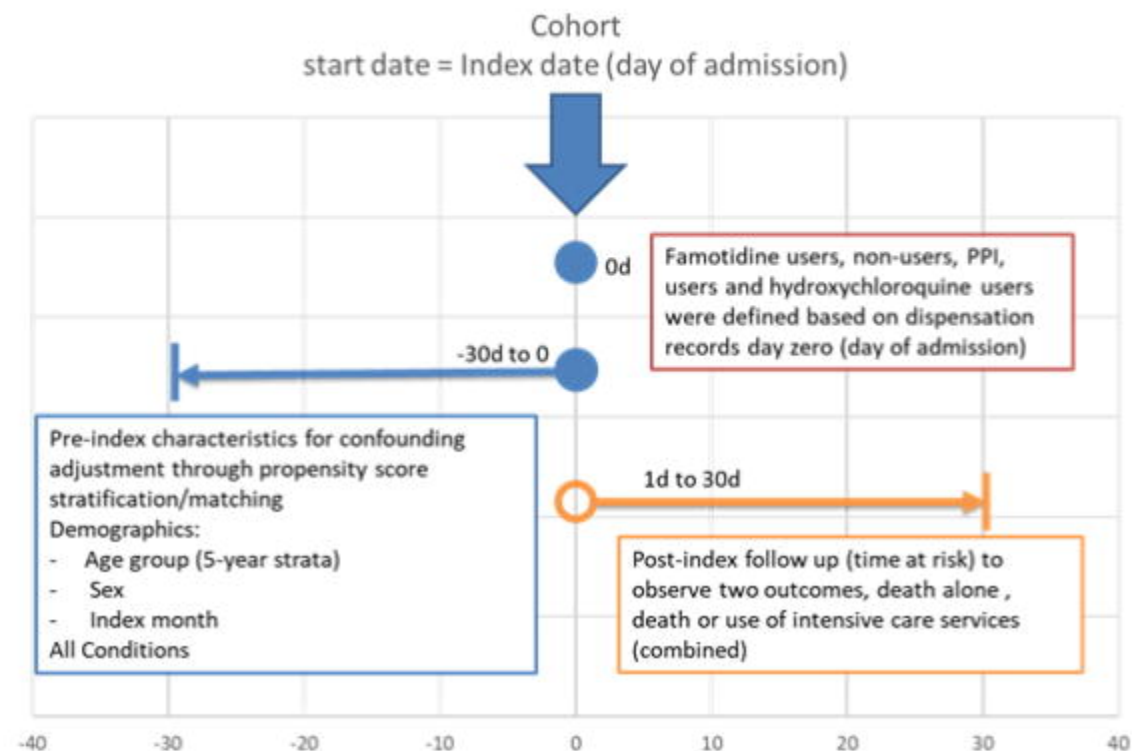 Cohort
start date = Index date (day of admission)
0d
Famotidine users, non-users, PPI,
users and hydroxychloroquine users
were defined based on dispensation
records day zero (day of admission)
-30d to 0
Pre-index characteristics for confounding
adjustment through propensity score
stratification/matching
Demographics:
- Age group (5-year strata)
- Sex
- Index month
All Conditions
1d to 30d
Post-index follow up (time at risk) to
observe two outcomes, death alone ,
death or use of intensive care services
(combined)
-40 -30 -20 -10 0 10 20 30 40